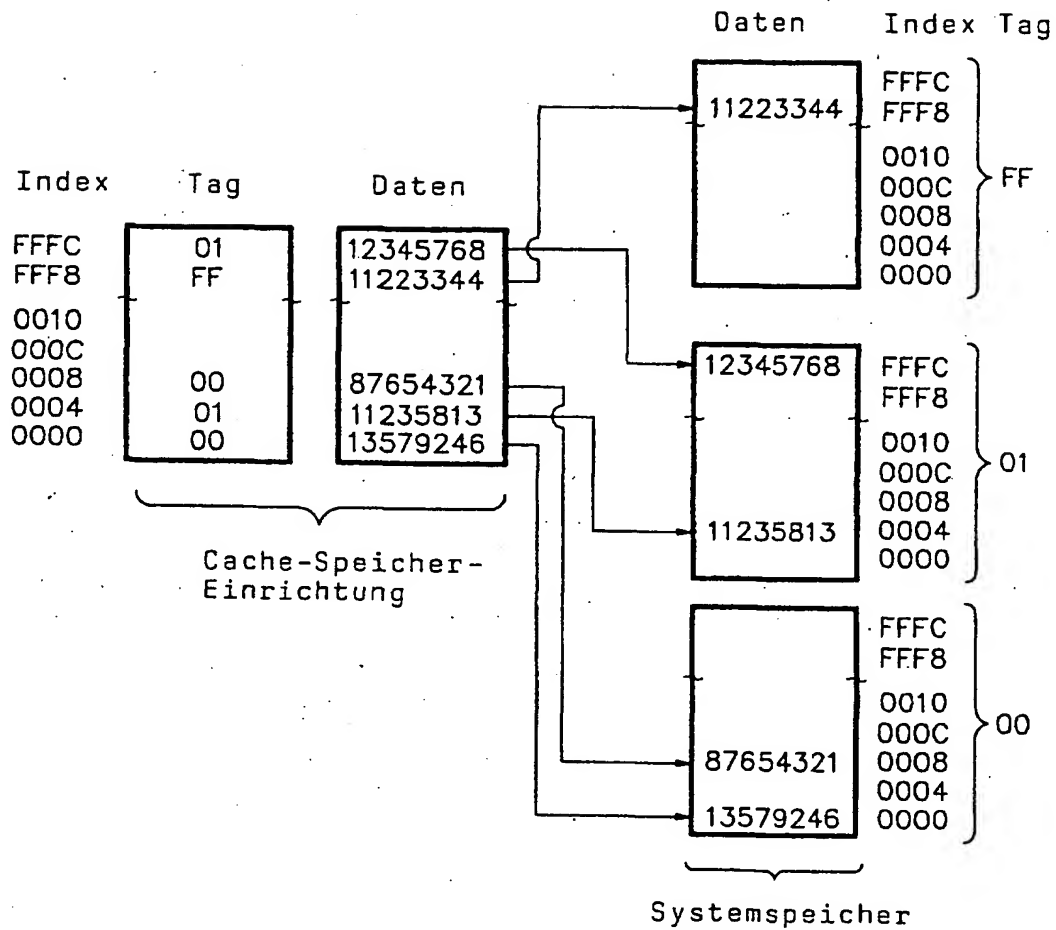 Daten Index Tag
FFFC
11223344 FFF8
0010
000C
0008
0004
0000
FF
Index Tag Daten
FFFC 01 12345768
FFF8 FF 11223344
0010
000C
0008 00 87654321
0004 01 11235813
0000 00 13579246
Cache-Speicher-
Einrichtung
12345768 FFFC
FFF8
0010
000C
0008
11235813 0004
0000
01
FFFC
FFF8
0010
000C
87654321 0008
0004
13579246 0000
00
Systemspeicher